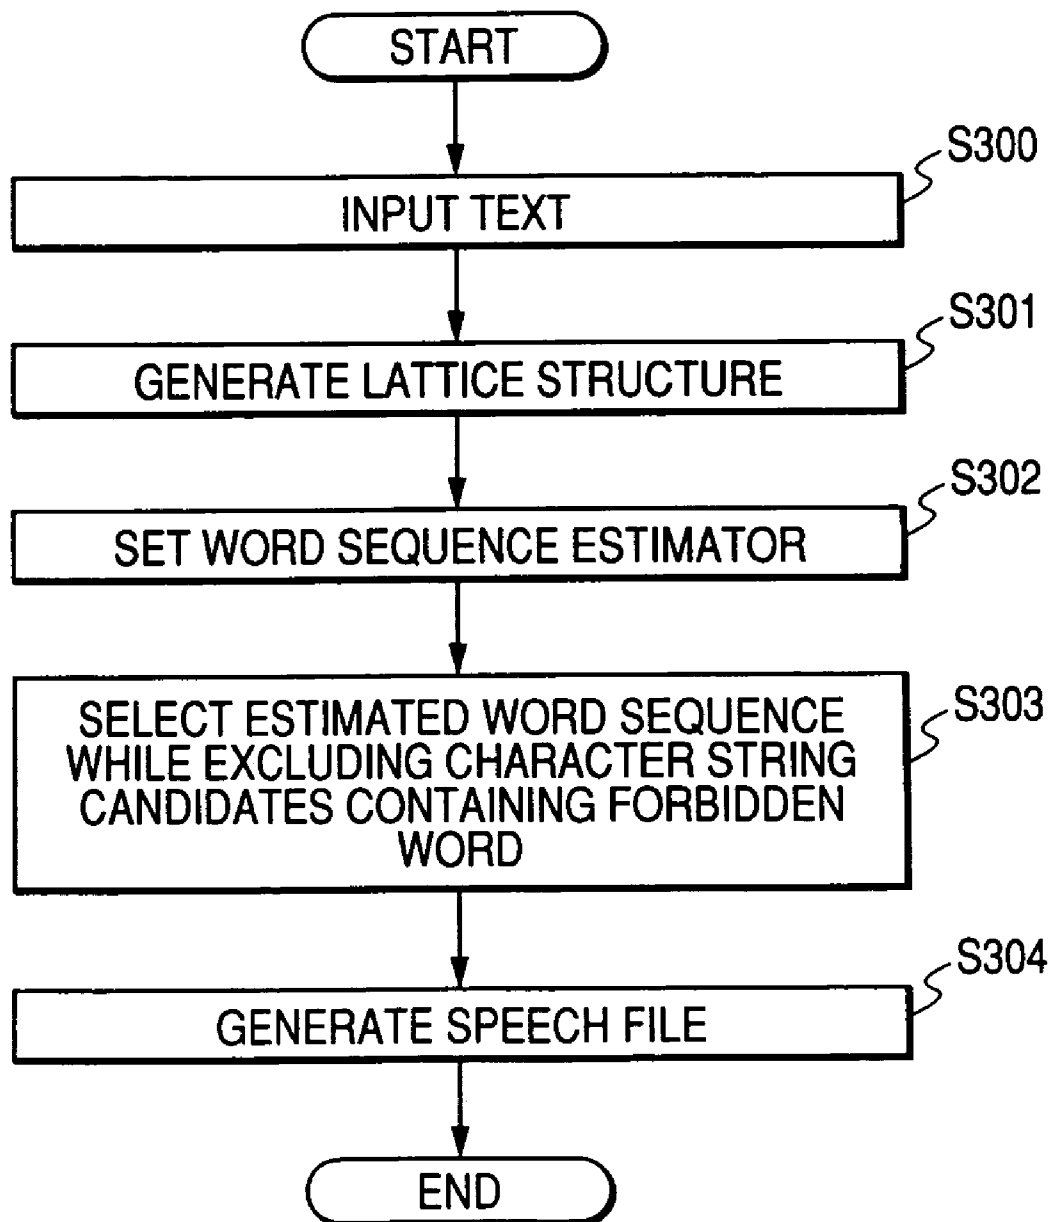 START
S300
INPUT TEXT
S301
GENERATE LATTICE STRUCTURE
S302
SET WORD SEQUENCE ESTIMATOR
S303
SELECT ESTIMATED WORD SEQUENCE
WHILE EXCLUDING CHARACTER STRING
CANDIDATES CONTAINING FORBIDDEN
WORD
S304
GENERATE SPEECH FILE
END